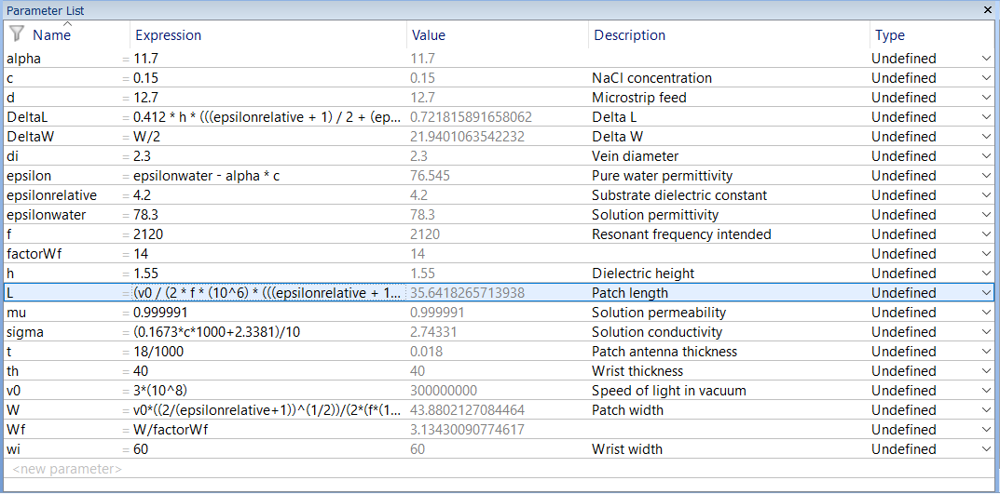 Parameter List
Name Expression Value Description Type
alpha = 11.7 11.7 Undefined
c = 0.15 0.15 NaCl concentration Undefined
d = 12.7 12.7 Microstrip feed Undefined
DeltaL = 0.412 * h * (((epsilonrelative + 1) / 2 + (ep... 0.721815891658062 Delta L Undefined
DeltaW = W/2 21.9401063542232 Delta W Undefined
di = 2.3 2.3 Vein diameter Undefined
epsilon = epsilonwater - alpha * c 76.545 Pure water permittivity Undefined
epsilonrelative = 4.2 4.2 Substrate dielectric constant Undefined
epsilonwater = 78.3 78.3 Solution permittivity Undefined
f = 2120 2120 Resonant frequency intended Undefined
factorWf = 14 14 Undefined
h = 1.55 1.55 Dielectric height Undefined
L = (v0 / (2 * f * (10^6) * (((epsilonrelative + 1... 35.6418265713938 Patch length Undefined
mu = 0.999991 0.999991 Solution permeability Undefined
sigma = (0.1673*c*1000+2.3381)/10 2.74331 Solution conductivity Undefined
t = 18/1000 0.018 Patch antenna thickness Undefined
th = 40 40 Wrist thickness Undefined
v0 = 3*(10^8) 300000000 Speed of light in vacuum Undefined
W = v0*((2/(epsilonrelative+1))^(1/2))/(2*(f*(1... 43.8802127084464 Patch width Undefined
Wf = W/factorWf 3.13430090774617 Undefined
wi = 60 60 Wrist width Undefined
<new parameter>